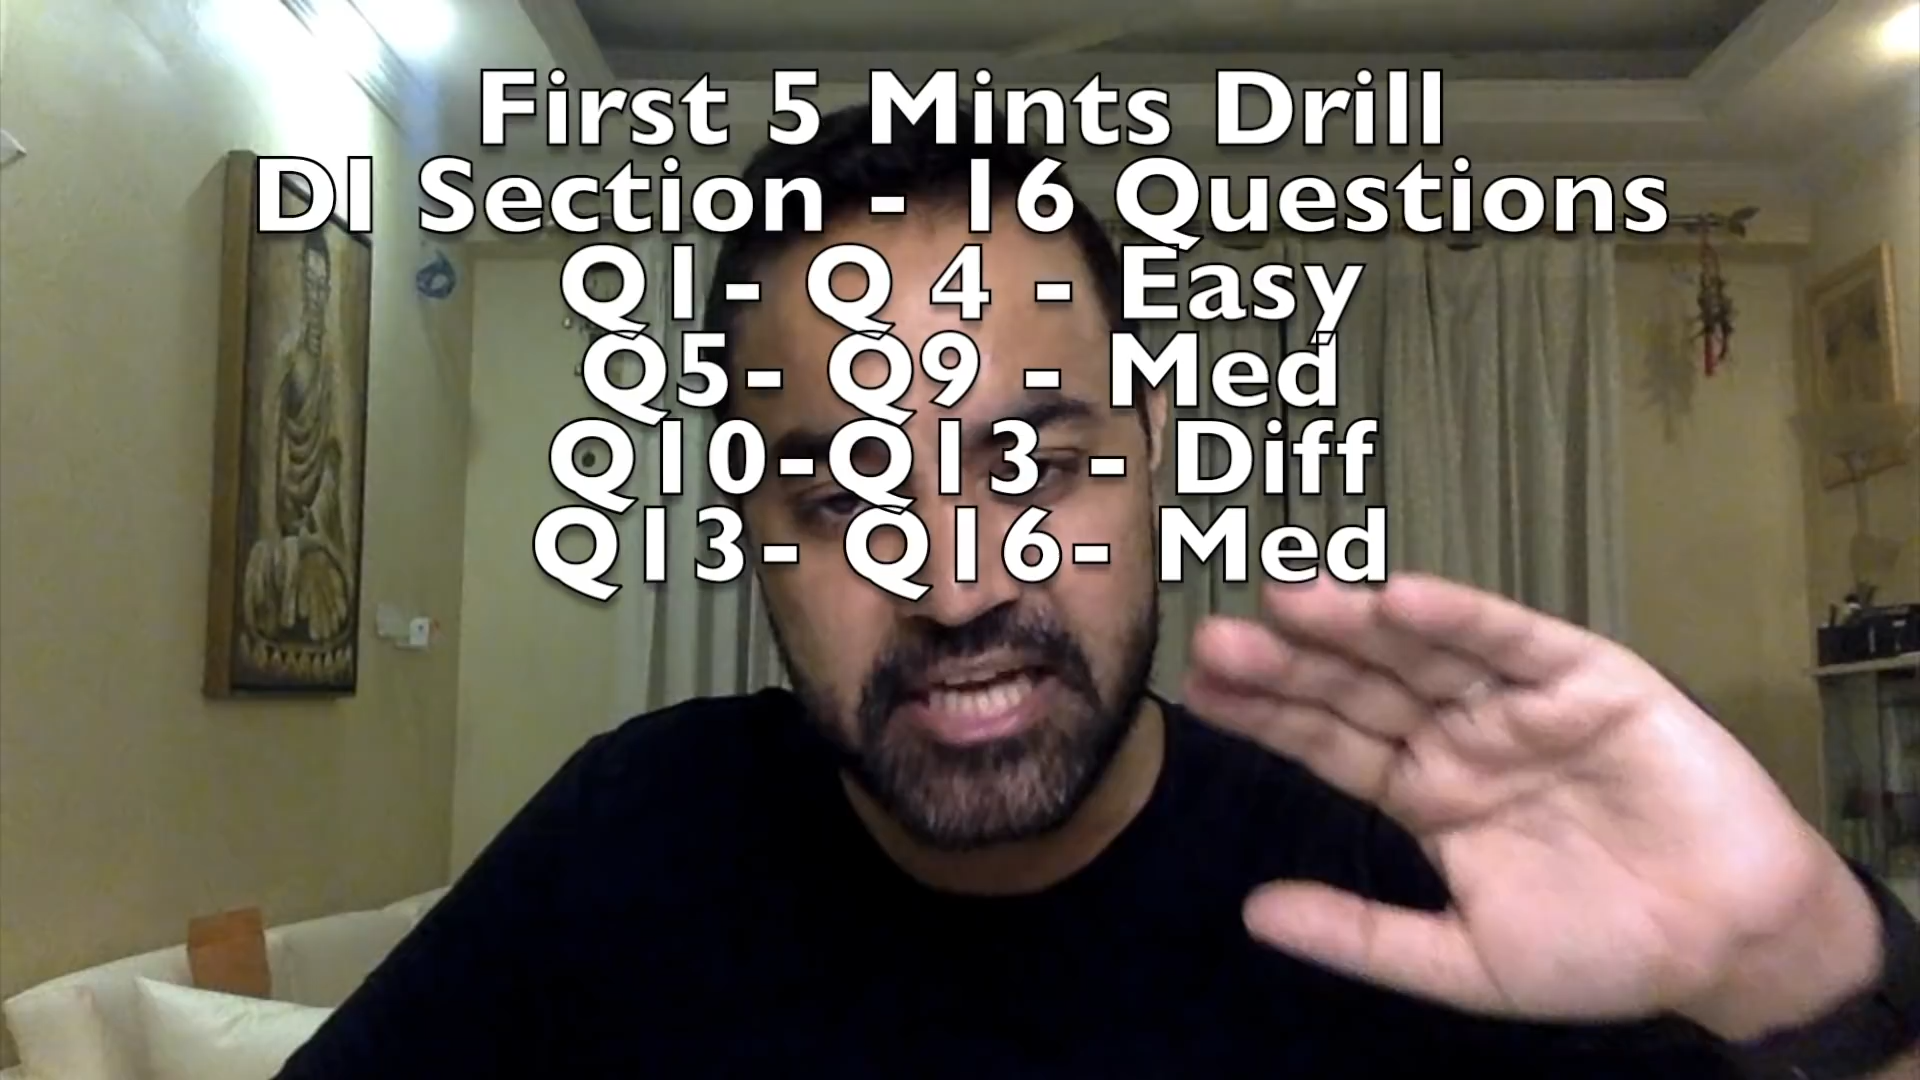 First 5 Mints Drill
DI Section - 16 Questions
Q1- Q 4 - Easy
Q5- Q9 - Med
Q10-Q13 - Diff
Q13- Q16- Med